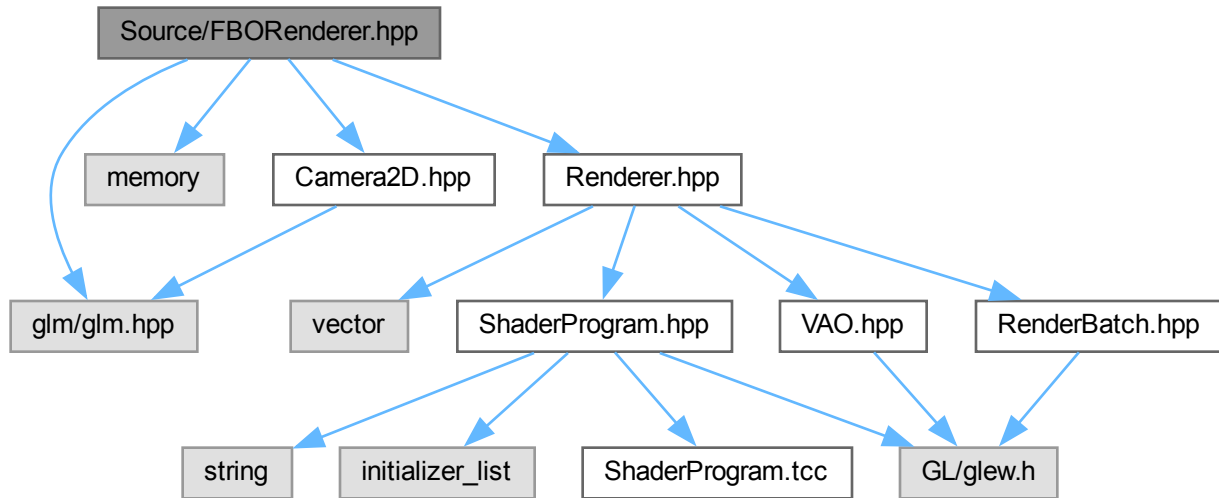 Source/FBORenderer.hpp
memory
Camera2D.hpp
Renderer.hpp
glm/glm.hpp
vector
ShaderProgram.hpp
VAO.hpp
RenderBatch.hpp
string
initializer_list
ShaderProgram.tcc
GL/glew.h